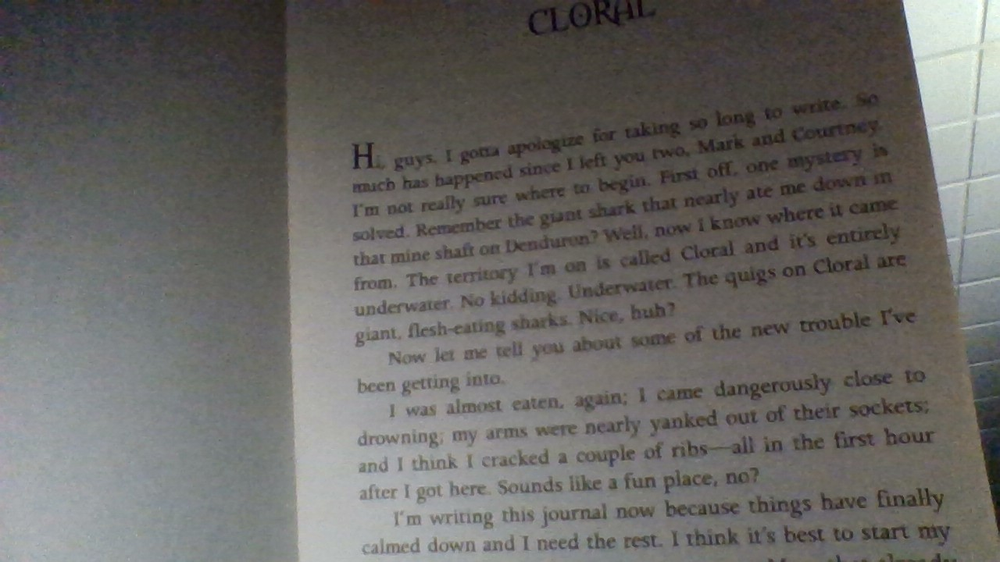 CLORAL
Hi, guys. I gotta apologize for taking so long to write. So
much has happened since I left you two, Mark and Courtney,
I'm not really sure where to begin. First off, one mystery is
solved. Remember the giant shark that nearly ate me down in
that mine shaft on Denduron? Well, now I know where it came
from. The territory I'm on is called Cloral and it's entirely
underwater. No kidding. Underwater. The quigs on Cloral are
giant, flesh-eating sharks. Nice, huh?
Now let me tell you about some of the new trouble I've
been getting into.
I was almost eaten, again; I came dangerously close to
drowning; my arms were nearly yanked out of their sockets;
and I think I cracked a couple of ribs—all in the first hour
after I got here. Sounds like a fun place, no?
I'm writing this journal now because things have finally
calmed down and I need the rest. I think it's best to start my